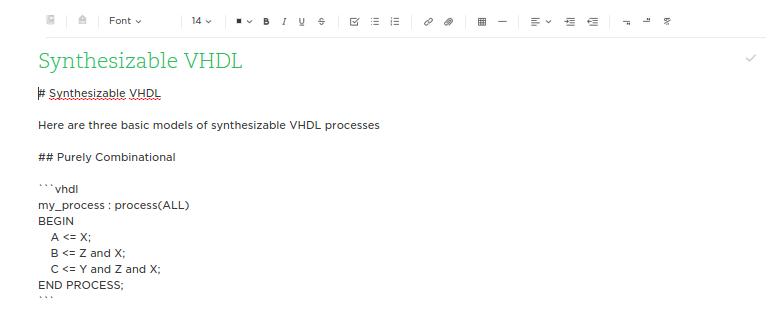 Font 14 B I U S
Synthesizable VHDL
# Synthesizable VHDL
Here are three basic models of synthesizable VHDL processes
## Purely Combinational
```vhdl
my_process : process(ALL)
BEGIN
    A <= X;
    B <= Z and X;
    C <= Y and Z and X;
END PROCESS;
```